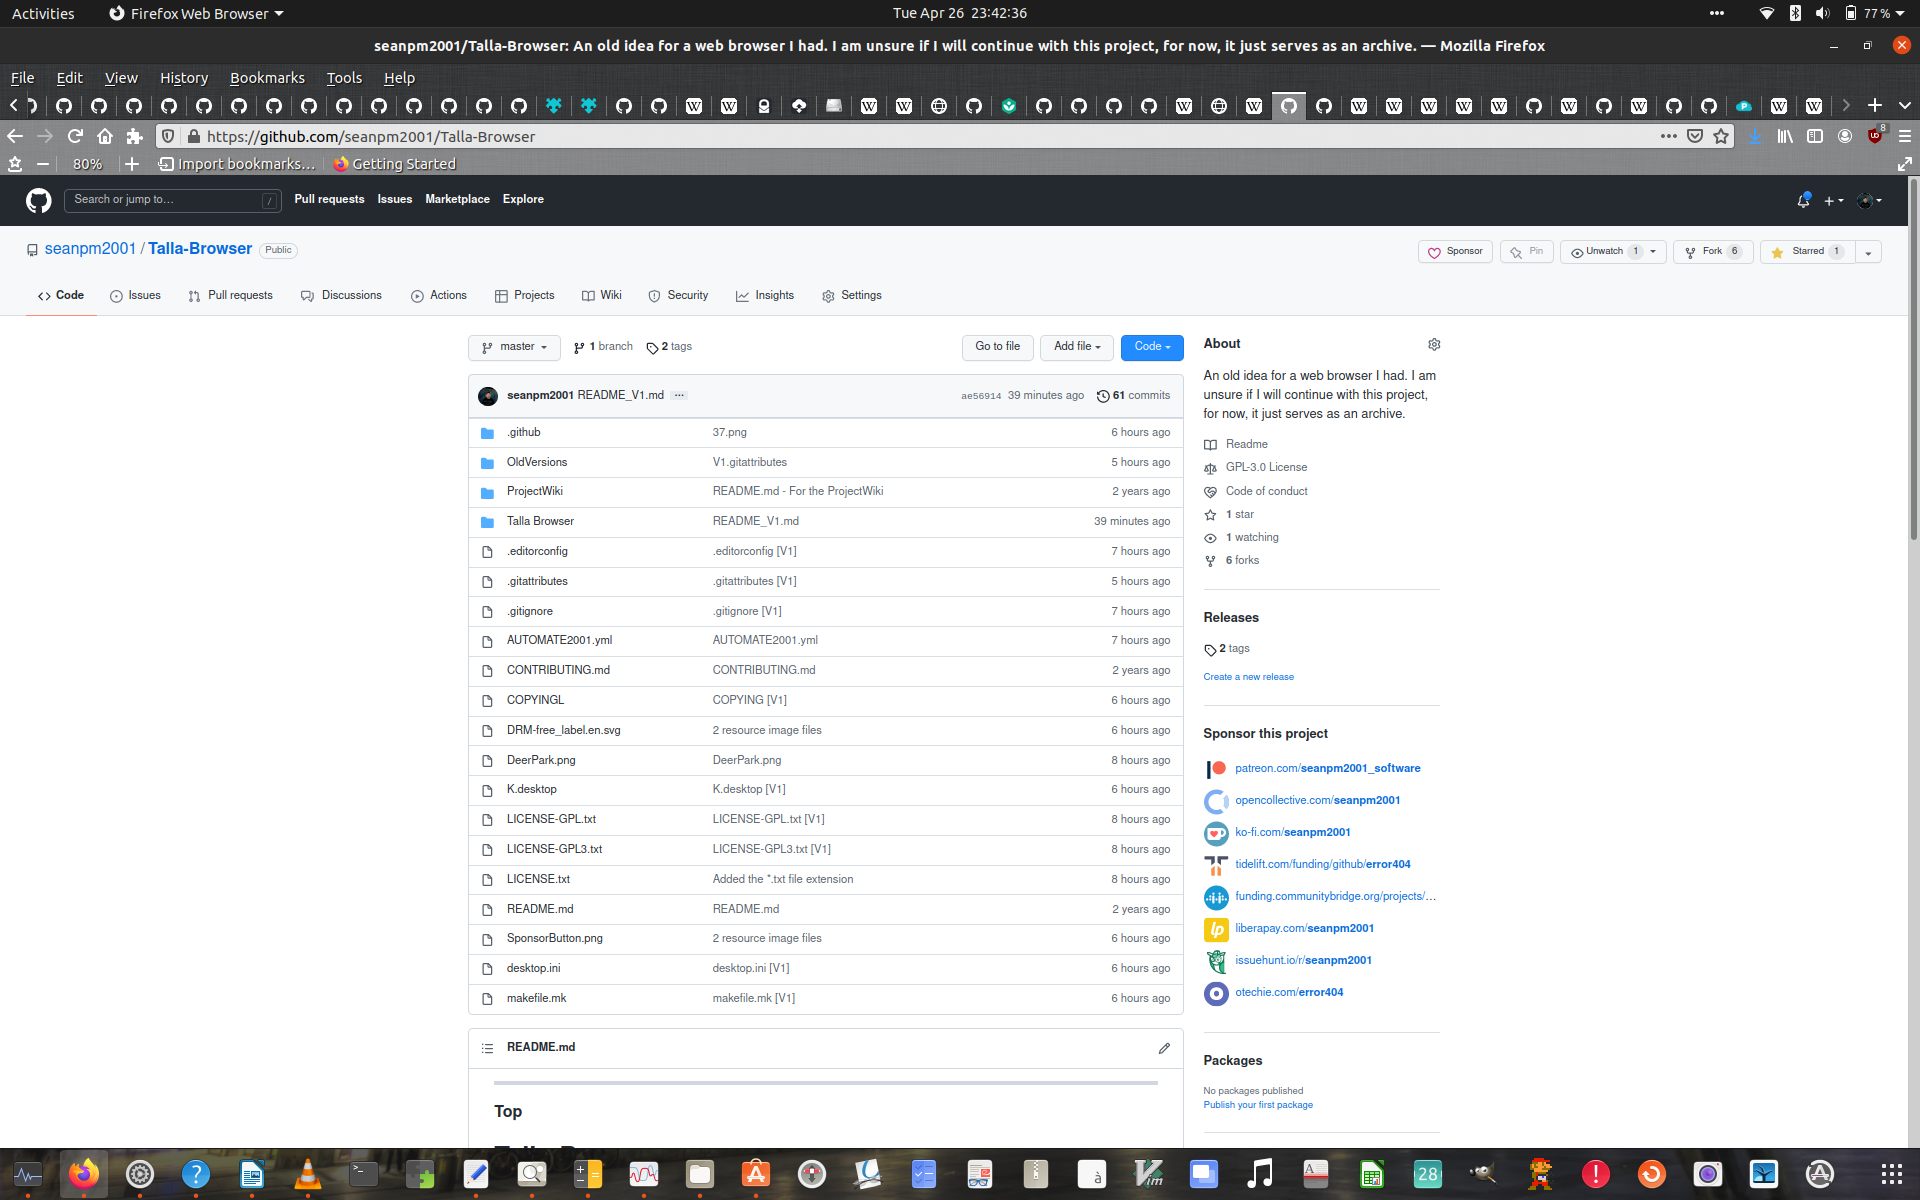 Activities
Firefox Web Browser
Tue Apr 26 23:42:36
77 %
seanpm2001/Talla-Browser: An old idea for a web browser I had. I am unsure if I will continue with this project, for now, it just serves as an archive. — Mozilla Firefox
File Edit View History Bookmarks Tools Help
https://github.com/seanpm2001/Talla-Browser
8
80%
Import bookmarks...
Getting Started
Search or jump to...
/
Pull requests
Issues
Marketplace
Explore
seanpm2001 / Talla-Browser
Public
Sponsor
Pin
Unwatch 1
Fork 6
Starred 1
Code
Issues
Pull requests
Discussions
Actions
Projects
Wiki
Security
Insights
Settings
master
1 branch
2 tags
Go to file
Add file
Code
seanpm2001 README_V1.md ...
ae56914 39 minutes ago
61 commits
.github 37.png 6 hours ago
OldVersions V1.gitattributes 5 hours ago
ProjectWiki README.md - For the ProjectWiki 2 years ago
Talla Browser README_V1.md 39 minutes ago
.editorconfig .editorconfig [V1] 7 hours ago
.gitattributes .gitattributes [V1] 5 hours ago
.gitignore .gitignore [V1] 7 hours ago
AUTOMATE2001.yml AUTOMATE2001.yml 7 hours ago
CONTRIBUTING.md CONTRIBUTING.md 2 years ago
COPYINGL COPYING [V1] 6 hours ago
DRM-free_label.en.svg 2 resource image files 6 hours ago
DeerPark.png DeerPark.png 8 hours ago
K.desktop K.desktop [V1] 6 hours ago
LICENSE-GPL.txt LICENSE-GPL.txt [V1] 8 hours ago
LICENSE-GPL3.txt LICENSE-GPL3.txt [V1] 8 hours ago
LICENSE.txt Added the *.txt file extension 8 hours ago
README.md README.md 2 years ago
SponsorButton.png 2 resource image files 6 hours ago
desktop.ini desktop.ini [V1] 6 hours ago
makefile.mk makefile.mk [V1] 6 hours ago
README.md
Top
About
An old idea for a web browser I had. I am
unsure if I will continue with this project,
for now, it just serves as an archive.
Readme
GPL-3.0 License
Code of conduct
1 star
1 watching
6 forks
Releases
2 tags
Create a new release
Sponsor this project
patreon.com/seanpm2001_software
opencollective.com/seanpm2001
ko-fi.com/seanpm2001
tidelift.com/funding/github/error404
funding.communitybridge.org/projects/...
liberapay.com/seanpm2001
issuehunt.io/r/seanpm2001
otechie.com/error404
Packages
No packages published
Publish your first package
28